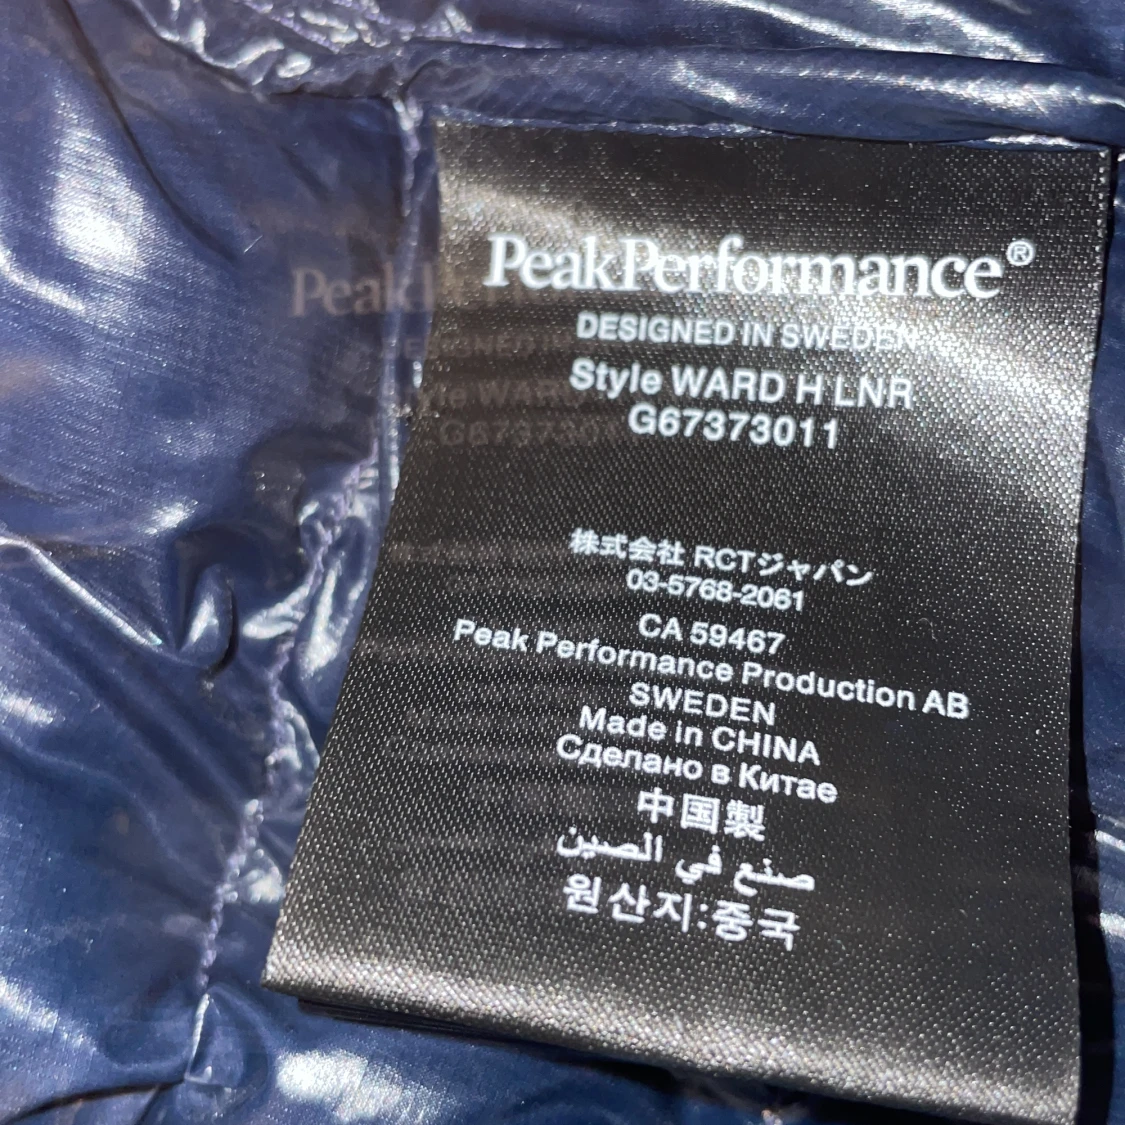 PeakPerformance®
DESIGNED IN SWEDEN
Style WARD H LNR
G67373011
株式会社 RCTジャパン
03-5768-2061
CA 59467
Peak Performance Production AB
SWEDEN
Made in CHINA
Сделано в Китае
中国製
صنع في الصين
원산지:중국